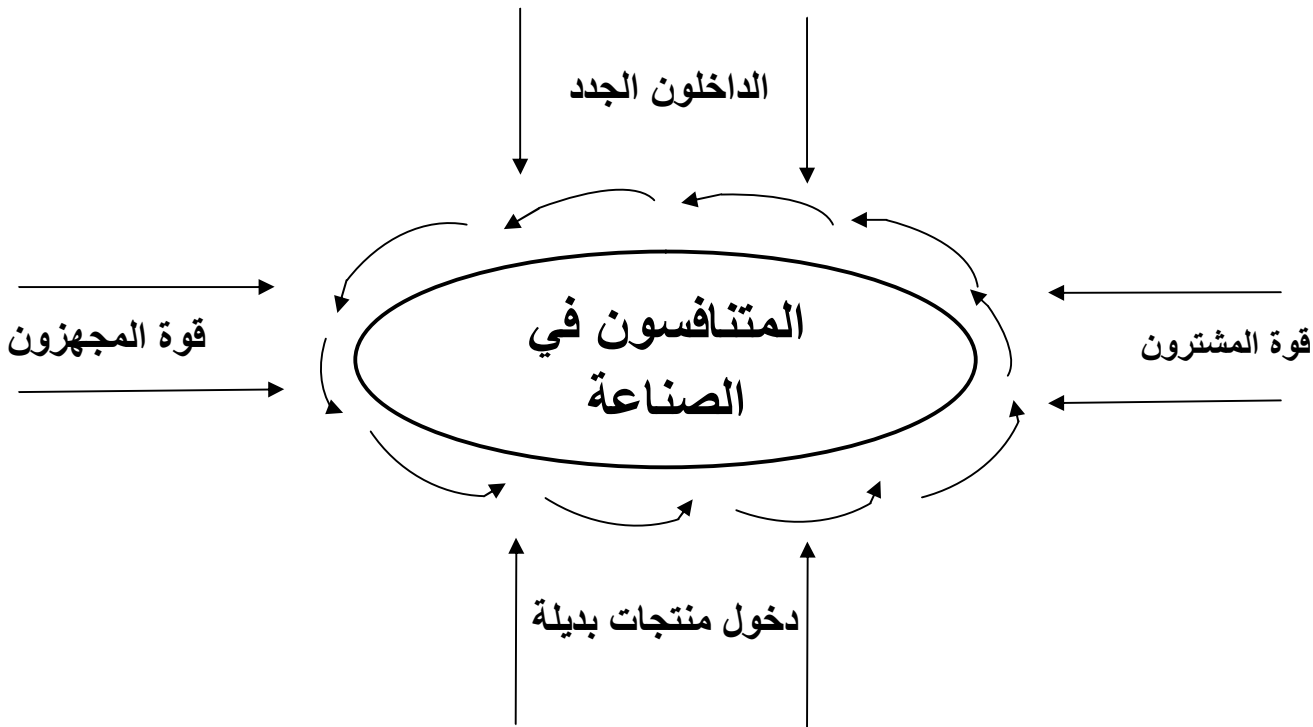 الداخلون الجدد
قوة المشترون
المتنافسون في
الصناعة
قوة المجهزون
دخول منتجات بديلة